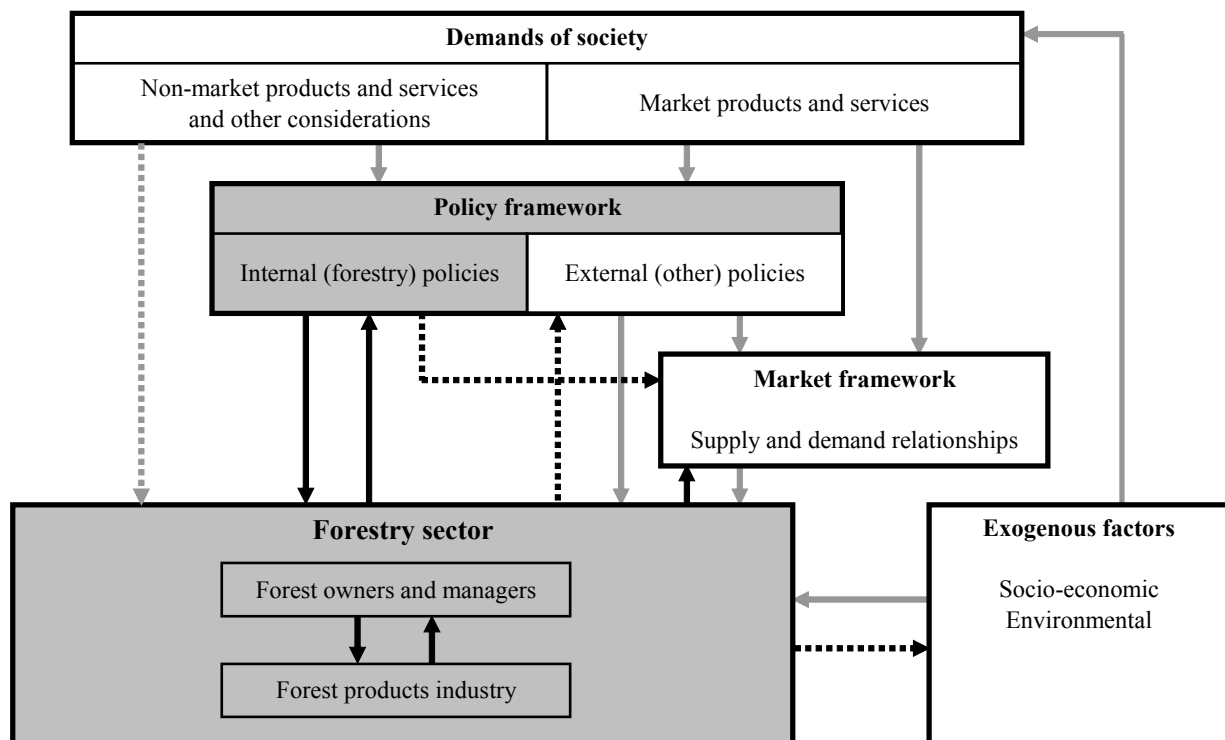 Demands of society
Non-market products and services
and other considerations
Market products and services
Policy framework
Internal (forestry) policies
External (other) policies
Market framework
Supply and demand relationships
Forestry sector
Forest owners and managers
Forest products industry
Exogenous factors
Socio-economic
Environmental